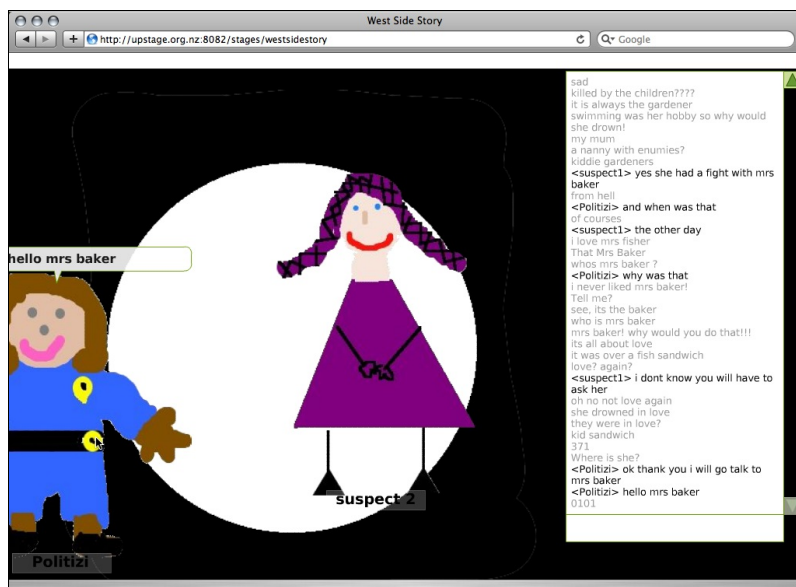 West Side Story
http://upstage.org.nz:8082/stages/westsidestory
Google
hello mrs baker
suspect 2
Politizi
sad
killed by the children????
it is always the gardener
swimming was her hobby so why would
she drown!
my mum
a nanny with enumies?
kiddie gardeners
<suspect1> yes she had a fight with mrs
baker
from hell
<Politizi> and when was that
of courses
<suspect1> the other day
i love mrs fisher
That Mrs Baker
whos mrs baker ?
<Politizi> why was that
i never liked mrs baker!
Tell me?
see, its the baker
who is mrs baker
mrs baker! why would you do that!!!
its all about love
it was over a fish sandwich
love? again?
<suspect1> i dont know you will have to
ask her
oh no not love again
she drowned in love
they were in love?
kid sandwich
371
Where is she?
<Politizi> ok thank you i will go talk to
mrs baker
<Politizi> hello mrs baker
0101